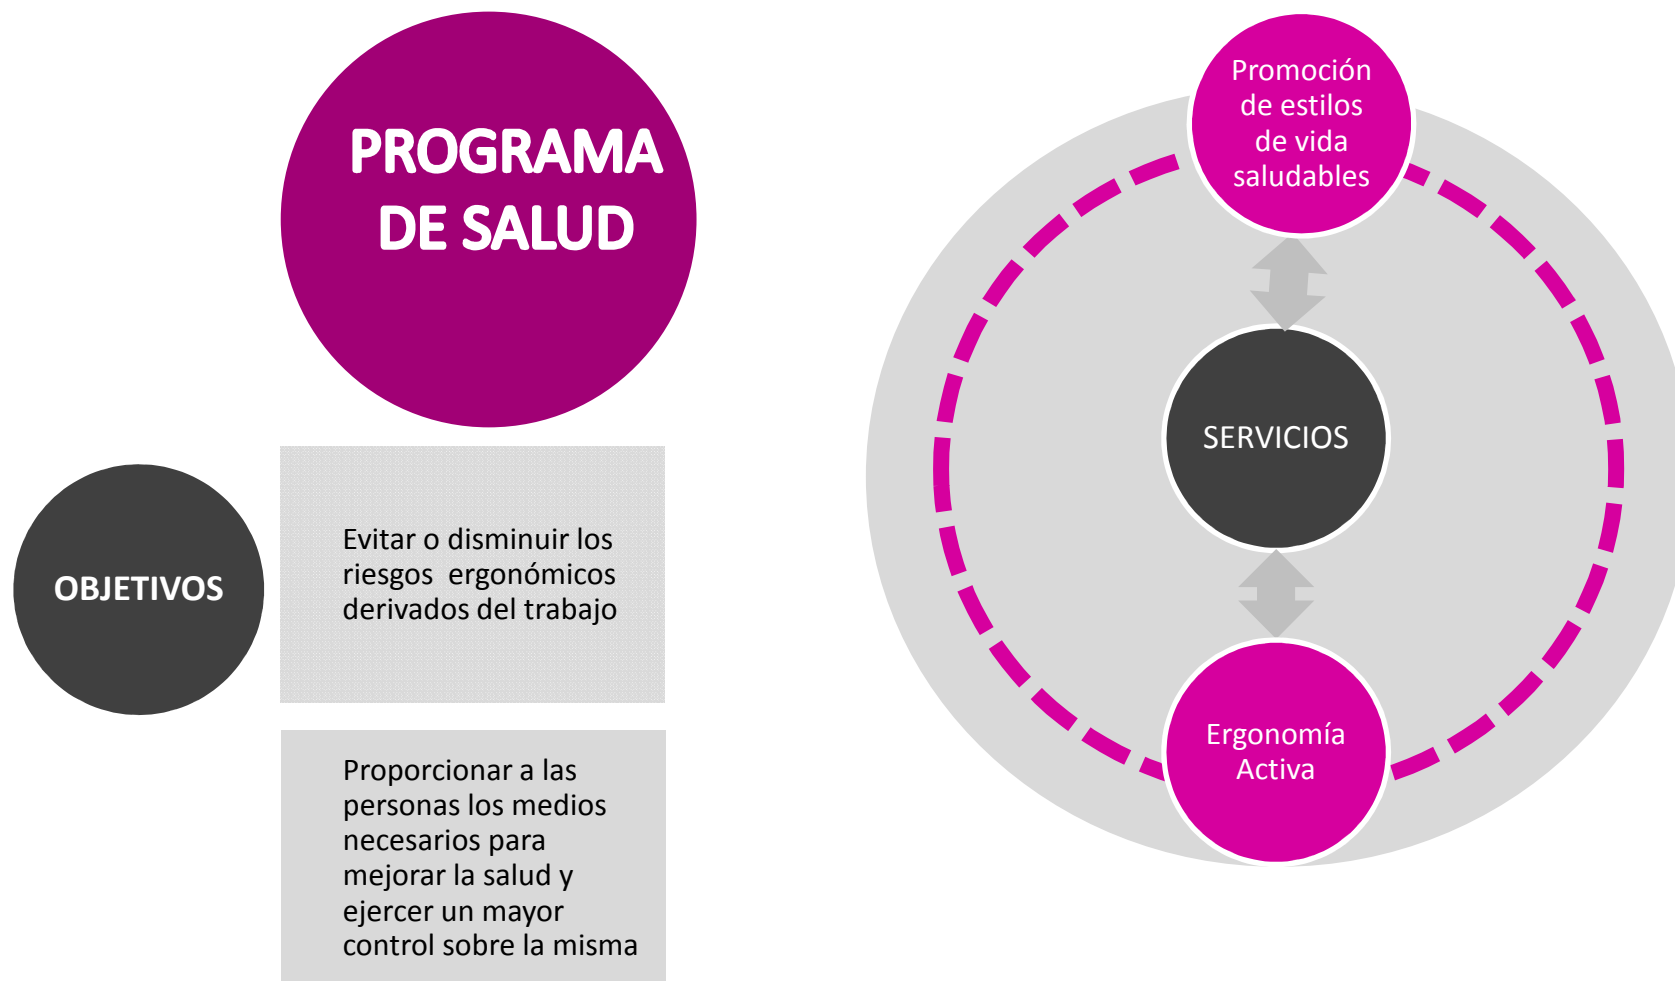 PROGRAMA
DE SALUD
OBJETIVOS
Evitar o disminuir los
riesgos  ergonómicos
derivados del trabajo
Proporcionar a las
personas los medios
necesarios para
mejorar la salud y
ejercer un mayor
control sobre la misma
Promoción
de estilos
de vida
saludables
SERVICIOS
Ergonomía
Activa